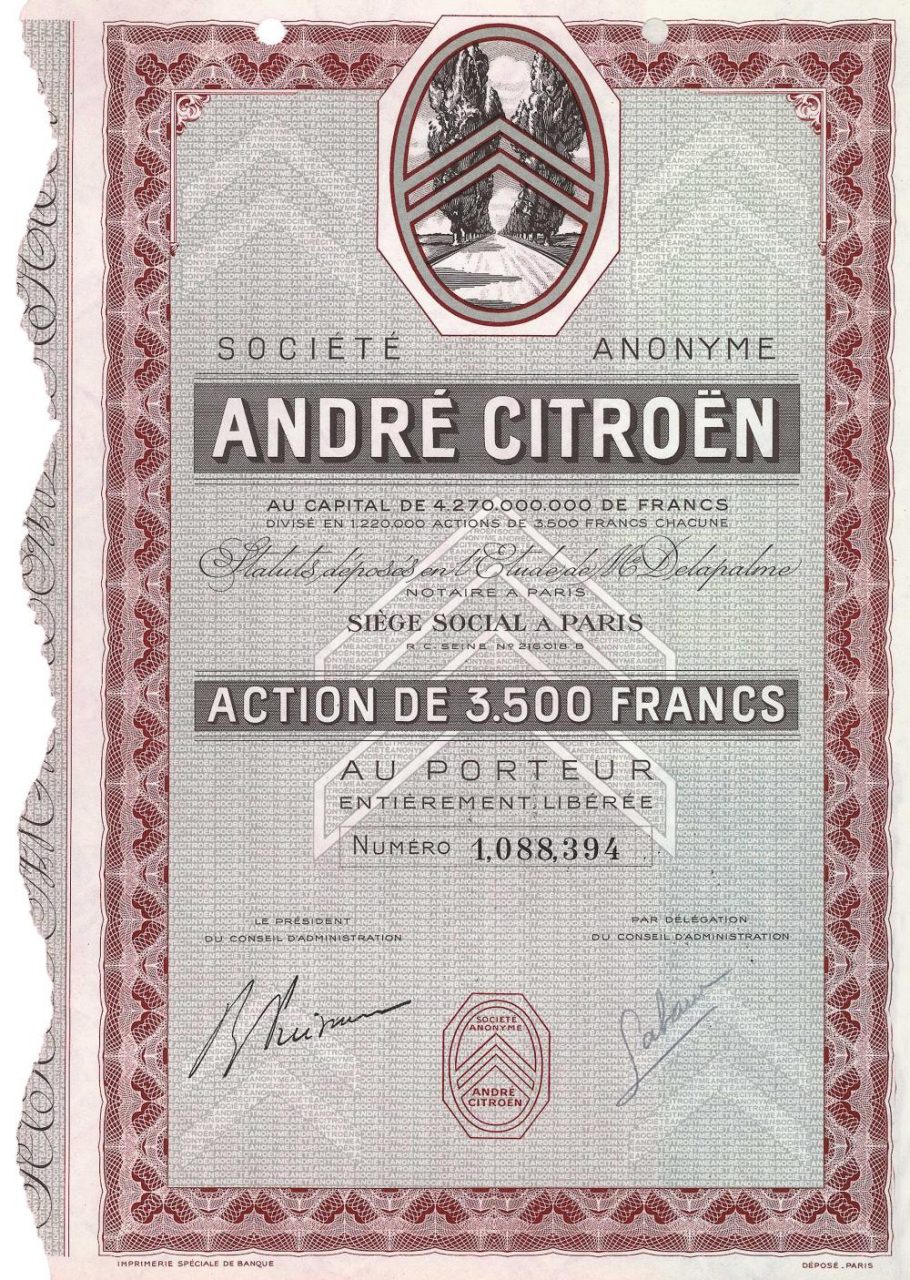 SOCIÉTÉ ANONYME
ANDRÉ CITROËN
AU CAPITAL DE 4.270.000.000 DE FRANCS
DIVISÉ EN 1.220.000 ACTIONS DE 3.500 FRANCS CHACUNE
Statuts déposés en l'Etude de Me Delapalme
NOTAIRE A PARIS
SIÈGE SOCIAL A PARIS
R.C. SEINE No 216018 B
ACTION DE 3.500 FRANCS
AU PORTEUR
ENTIÈREMENT LIBÉRÉE
NUMÉRO 1,088,394
LE PRÉSIDENT
DU CONSEIL D'ADMINISTRATION
PAR DÉLÉGATION
DU CONSEIL D'ADMINISTRATION
SOCIÉTÉ
ANONYME
ANDRÉ
CITROËN
IMPRIMERIE SPÉCIALE DE BANQUE
DÉPOSÉ _ PARIS